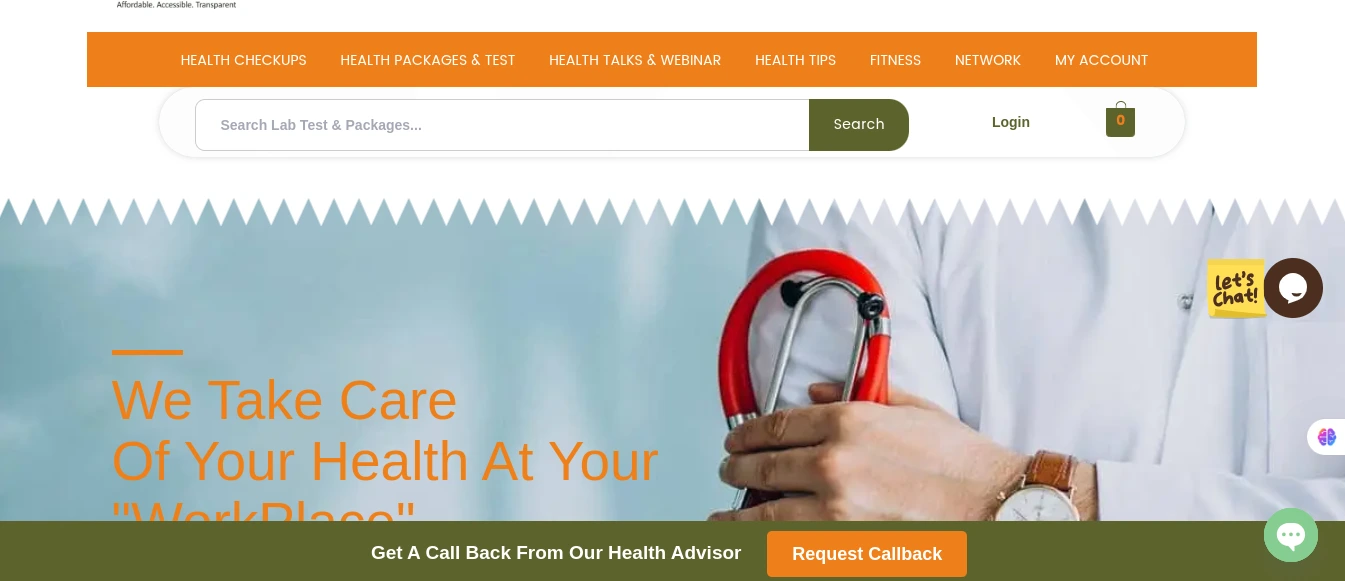 Affordable. Accessible. Transparent
HEALTH CHECKUPS HEALTH PACKAGES & TEST HEALTH TALKS & WEBINAR HEALTH TIPS FITNESS NETWORK MY ACCOUNT
Search Lab Test & Packages... Search Login 0
Let's
Chat!
We Take Care
Of Your Health At Your
"WorkPlace"
Get A Call Back From Our Health Advisor Request Callback